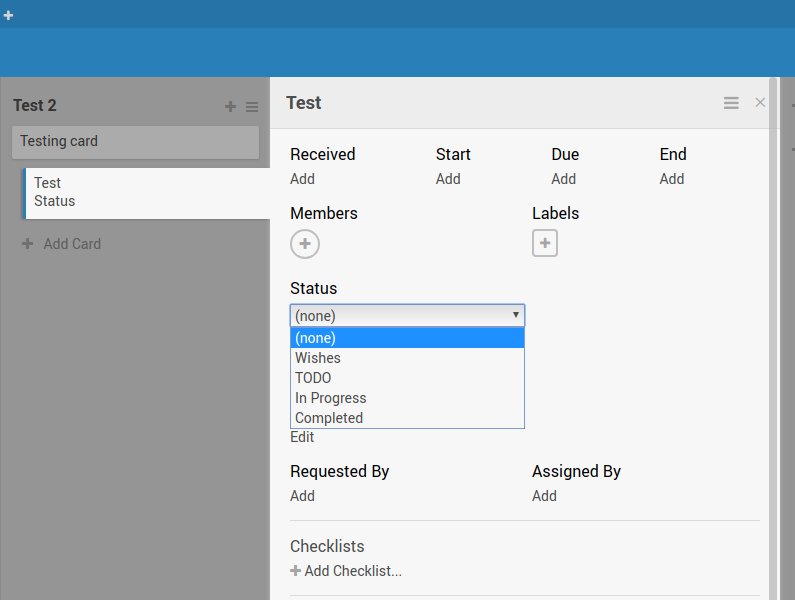 Test 2
Testing card
Test
Status
Add Card
Test
Received Start Due End
Add Add Add Add
Members Labels
Status
(none)
(none)
Wishes
TODO
In Progress
Completed
Edit
Requested By Assigned By
Add Add
Checklists
Add Checklist...